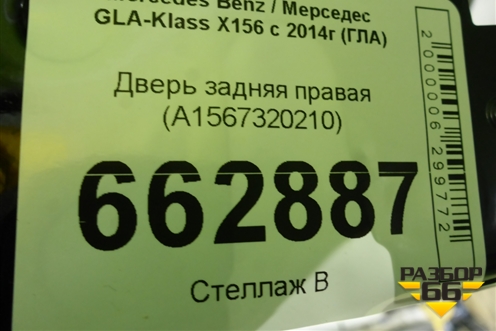 Mercedes Benz / Мерседес
GLA-Klass X156 с 2014г (ГЛА)
Дверь задняя правая
(A1567320210)
662887
Стеллаж В
2000006299772
РАЗБОР
66